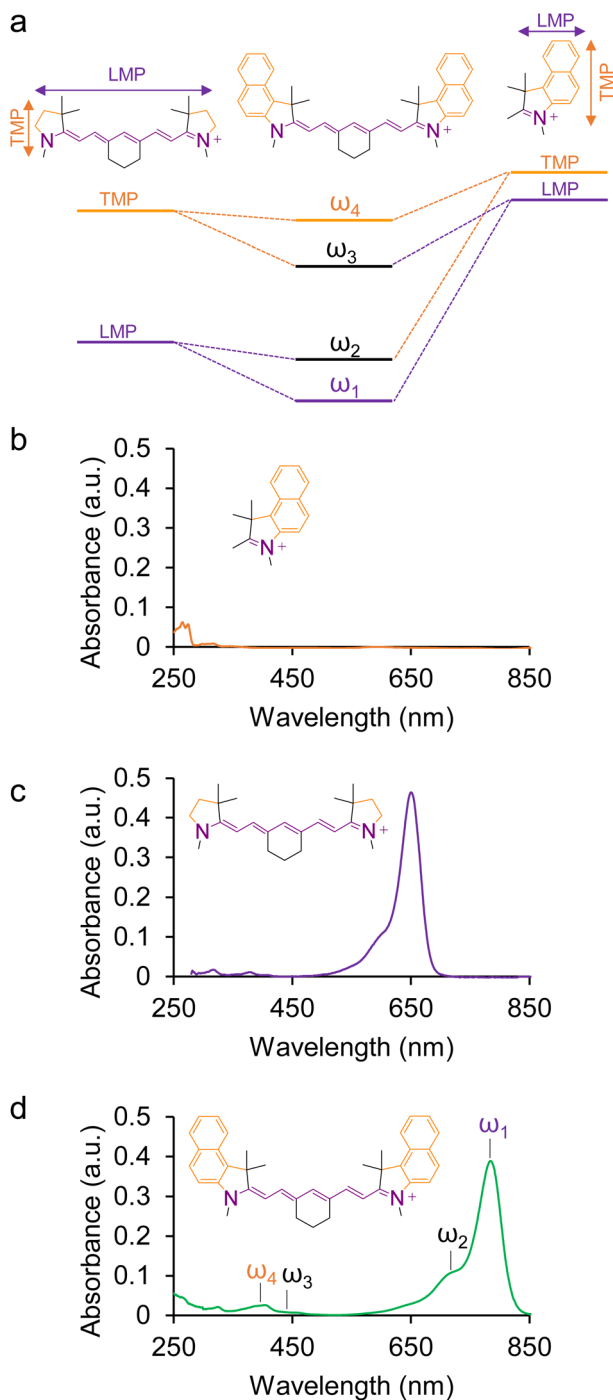 a
LMP
TMP
N
N
+
N
N
+
LMP
TMP
N
+
TMP
ω4
TMP
LMP
ω3
LMP
ω2
ω1
b
Absorbance (a.u.)
0.5
0.4
0.3
0.2
0.1
0
N
+
250 450 650 850
Wavelength (nm)
c
Absorbance (a.u.)
0.5
0.4
0.3
0.2
0.1
0
N
N
+
250 450 650 850
Wavelength (nm)
d
Absorbance (a.u.)
0.5
0.4
0.3
0.2
0.1
0
N
N
+
ω1
ω2
ω4
ω3
250 450 650 850
Wavelength (nm)